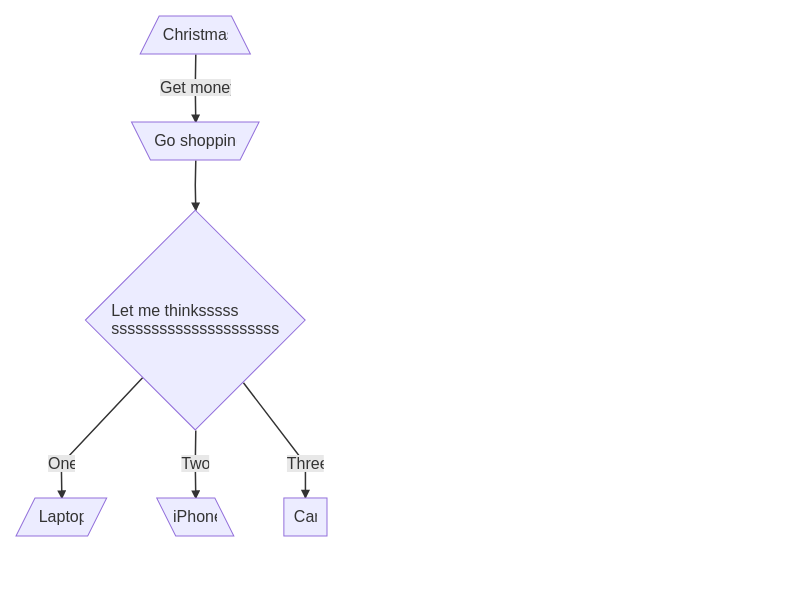 Christma
Get mone
Go shoppin
Let me thinksssss
sssssssssssssssssssss
One
Two
Three
Laptop
iPhone
Car